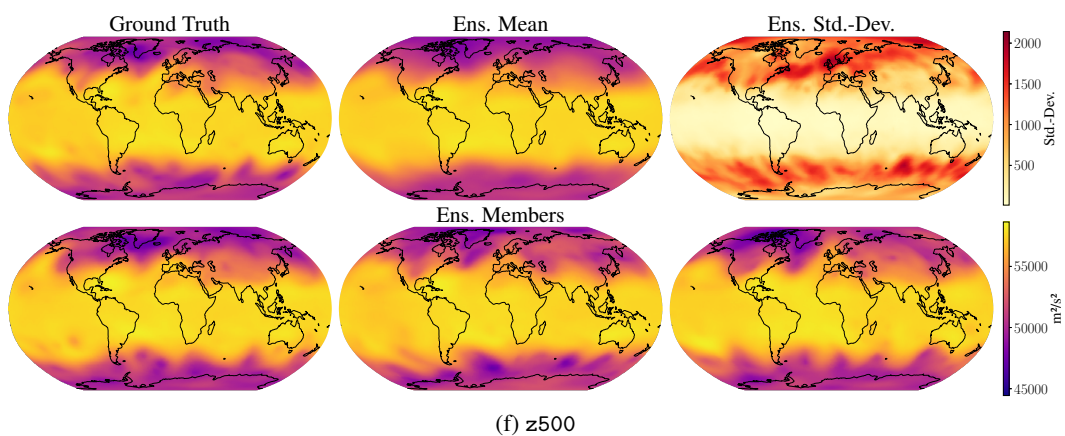 Ground Truth
Ens. Mean
Ens. Std.-Dev.
2000
1500
1000
500
Std.-Dev.
Ens. Members
55000
50000
45000
m²/s²
(f) z500